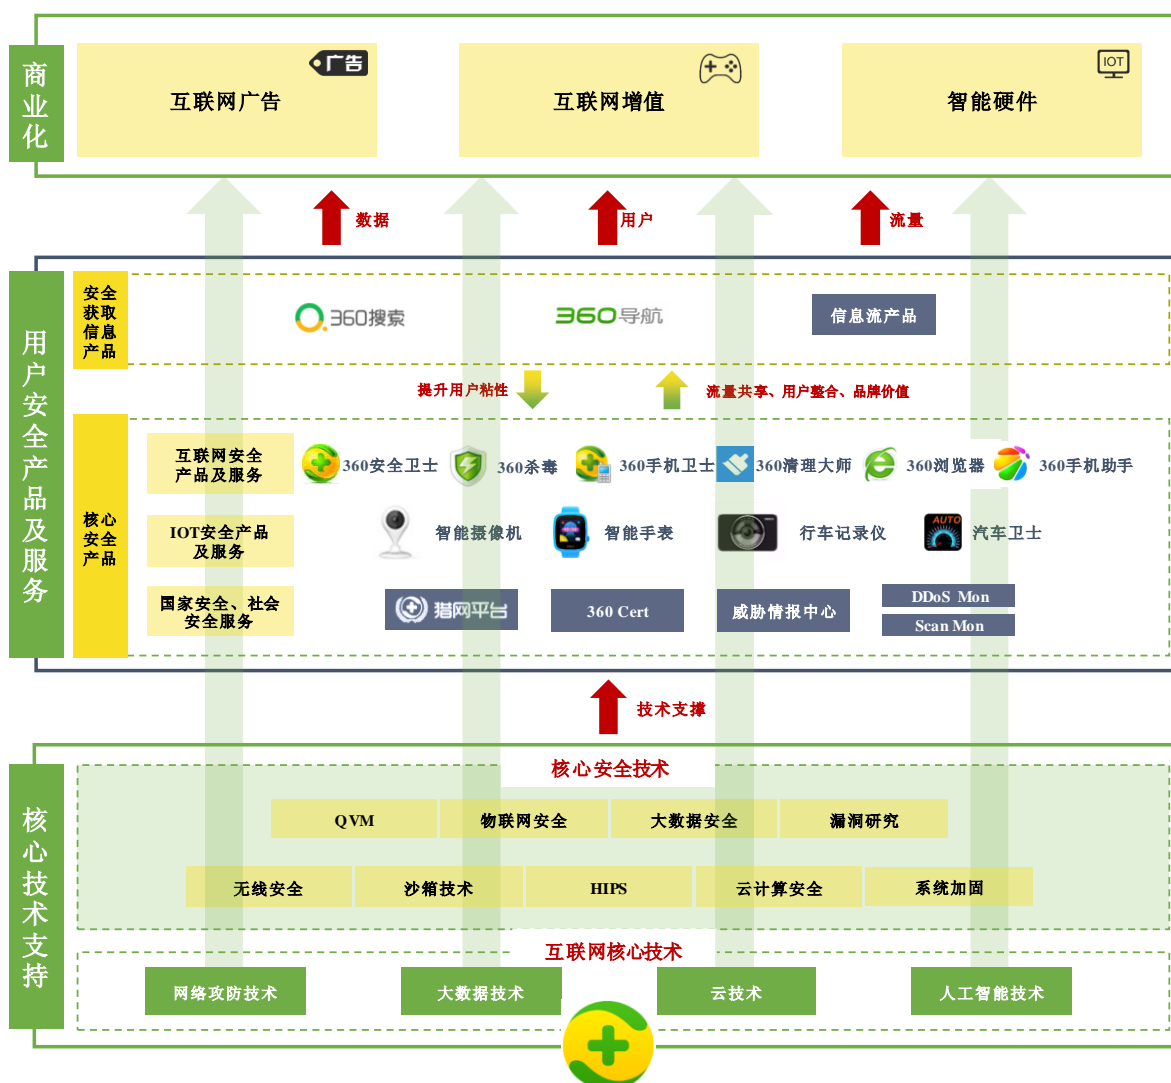 商业化
广告
互联网广告
互联网增值
IOT
智能硬件
数据
用户
流量
用户安全产品及服务
安全
获取
信息
产品
360搜索
360导航
信息流产品
提升用户粘性
流量共享、用户整合、品牌价值
核心
安全
产品
互联网安全
产品及服务
360安全卫士
360杀毒
360手机卫士
360清理大师
360浏览器
360手机助手
IOT安全产品
及服务
智能摄像机
智能手表
行车记录仪
AUTO
汽车卫士
国家安全、社会
安全服务
猎网平台
360 Cert
威胁情报中心
DDoS Mon
Scan Mon
技术支撑
核心技术支持
核心安全技术
QVM
物联网安全
大数据安全
漏洞研究
无线安全
沙箱技术
HIPS
云计算安全
系统加固
互联网核心技术
网络攻防技术
大数据技术
云技术
人工智能技术